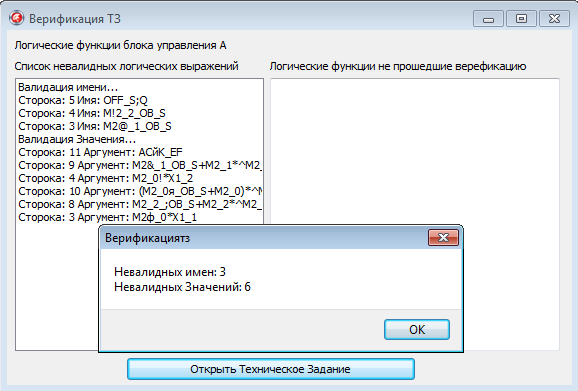 Верификация ТЗ
Логические функции блока управления А
Список невалидных логических выражений
Логические функции не прошедшие верефикацию
Валидация имени...
Сторока: 5 Имя: OFF_S;Q
Сторока: 4 Имя: M!2_2_OB_S
Сторока: 3 Имя: M2@_1_OB_S
Валидация Значения...
Сторока: 11 Аргумент: ACйK_EF
Сторока: 9 Аргумент: M2&_1_OB_S+M2_1*^M2_
Сторока: 4 Аргумент: M2_0!*X1_2
Сторока: 10 Аргумент: (M2_0я_OB_S+M2_0)*^M
Сторока: 8 Аргумент: M2_2_;OB_S+M2_2*^M2_
Сторока: 3 Аргумент: M2ф_0*X1_1
Верификациятз
Невалидных имен: 3
Невалидных Значений: 6
OK
Открыть Техническое Задание